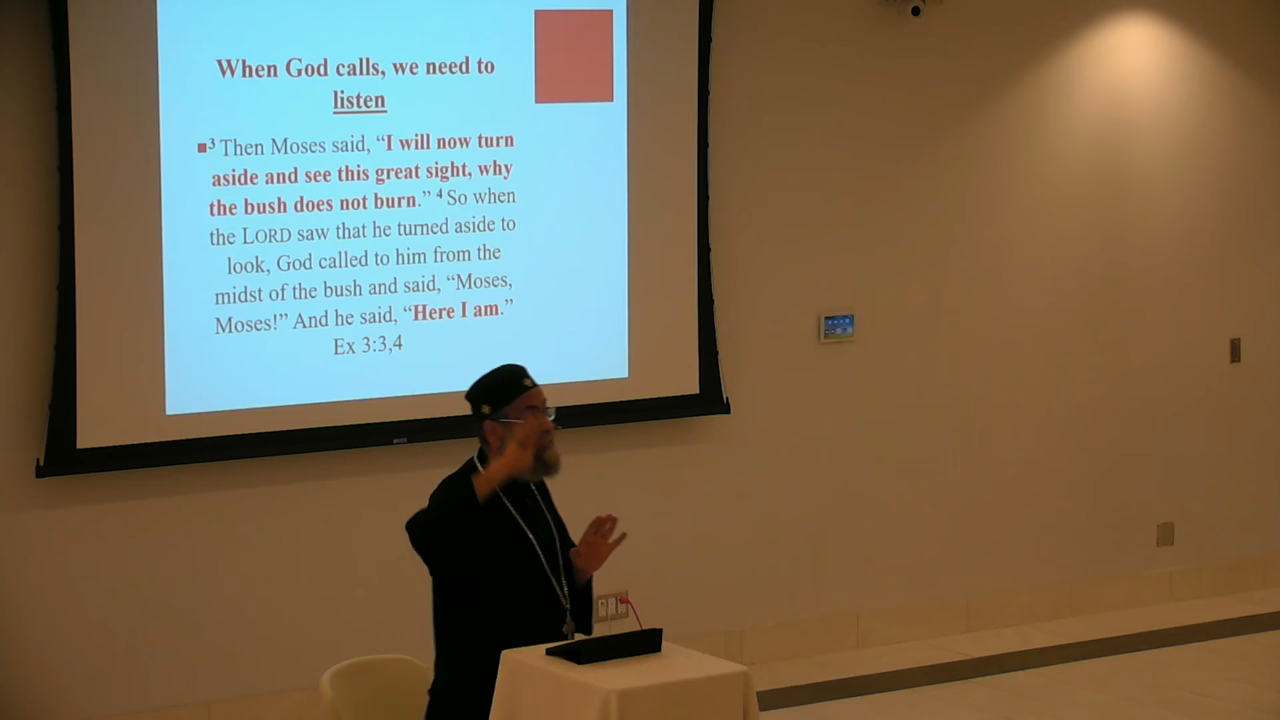 When God calls, we need to
listen
3 Then Moses said, “I will now turn
aside and see this great sight, why
the bush does not burn.” 4 So when
the LORD saw that he turned aside to
look, God called to him from the
midst of the bush and said, “Moses,
Moses!” And he said, “Here I am.”
Ex 3:3,4